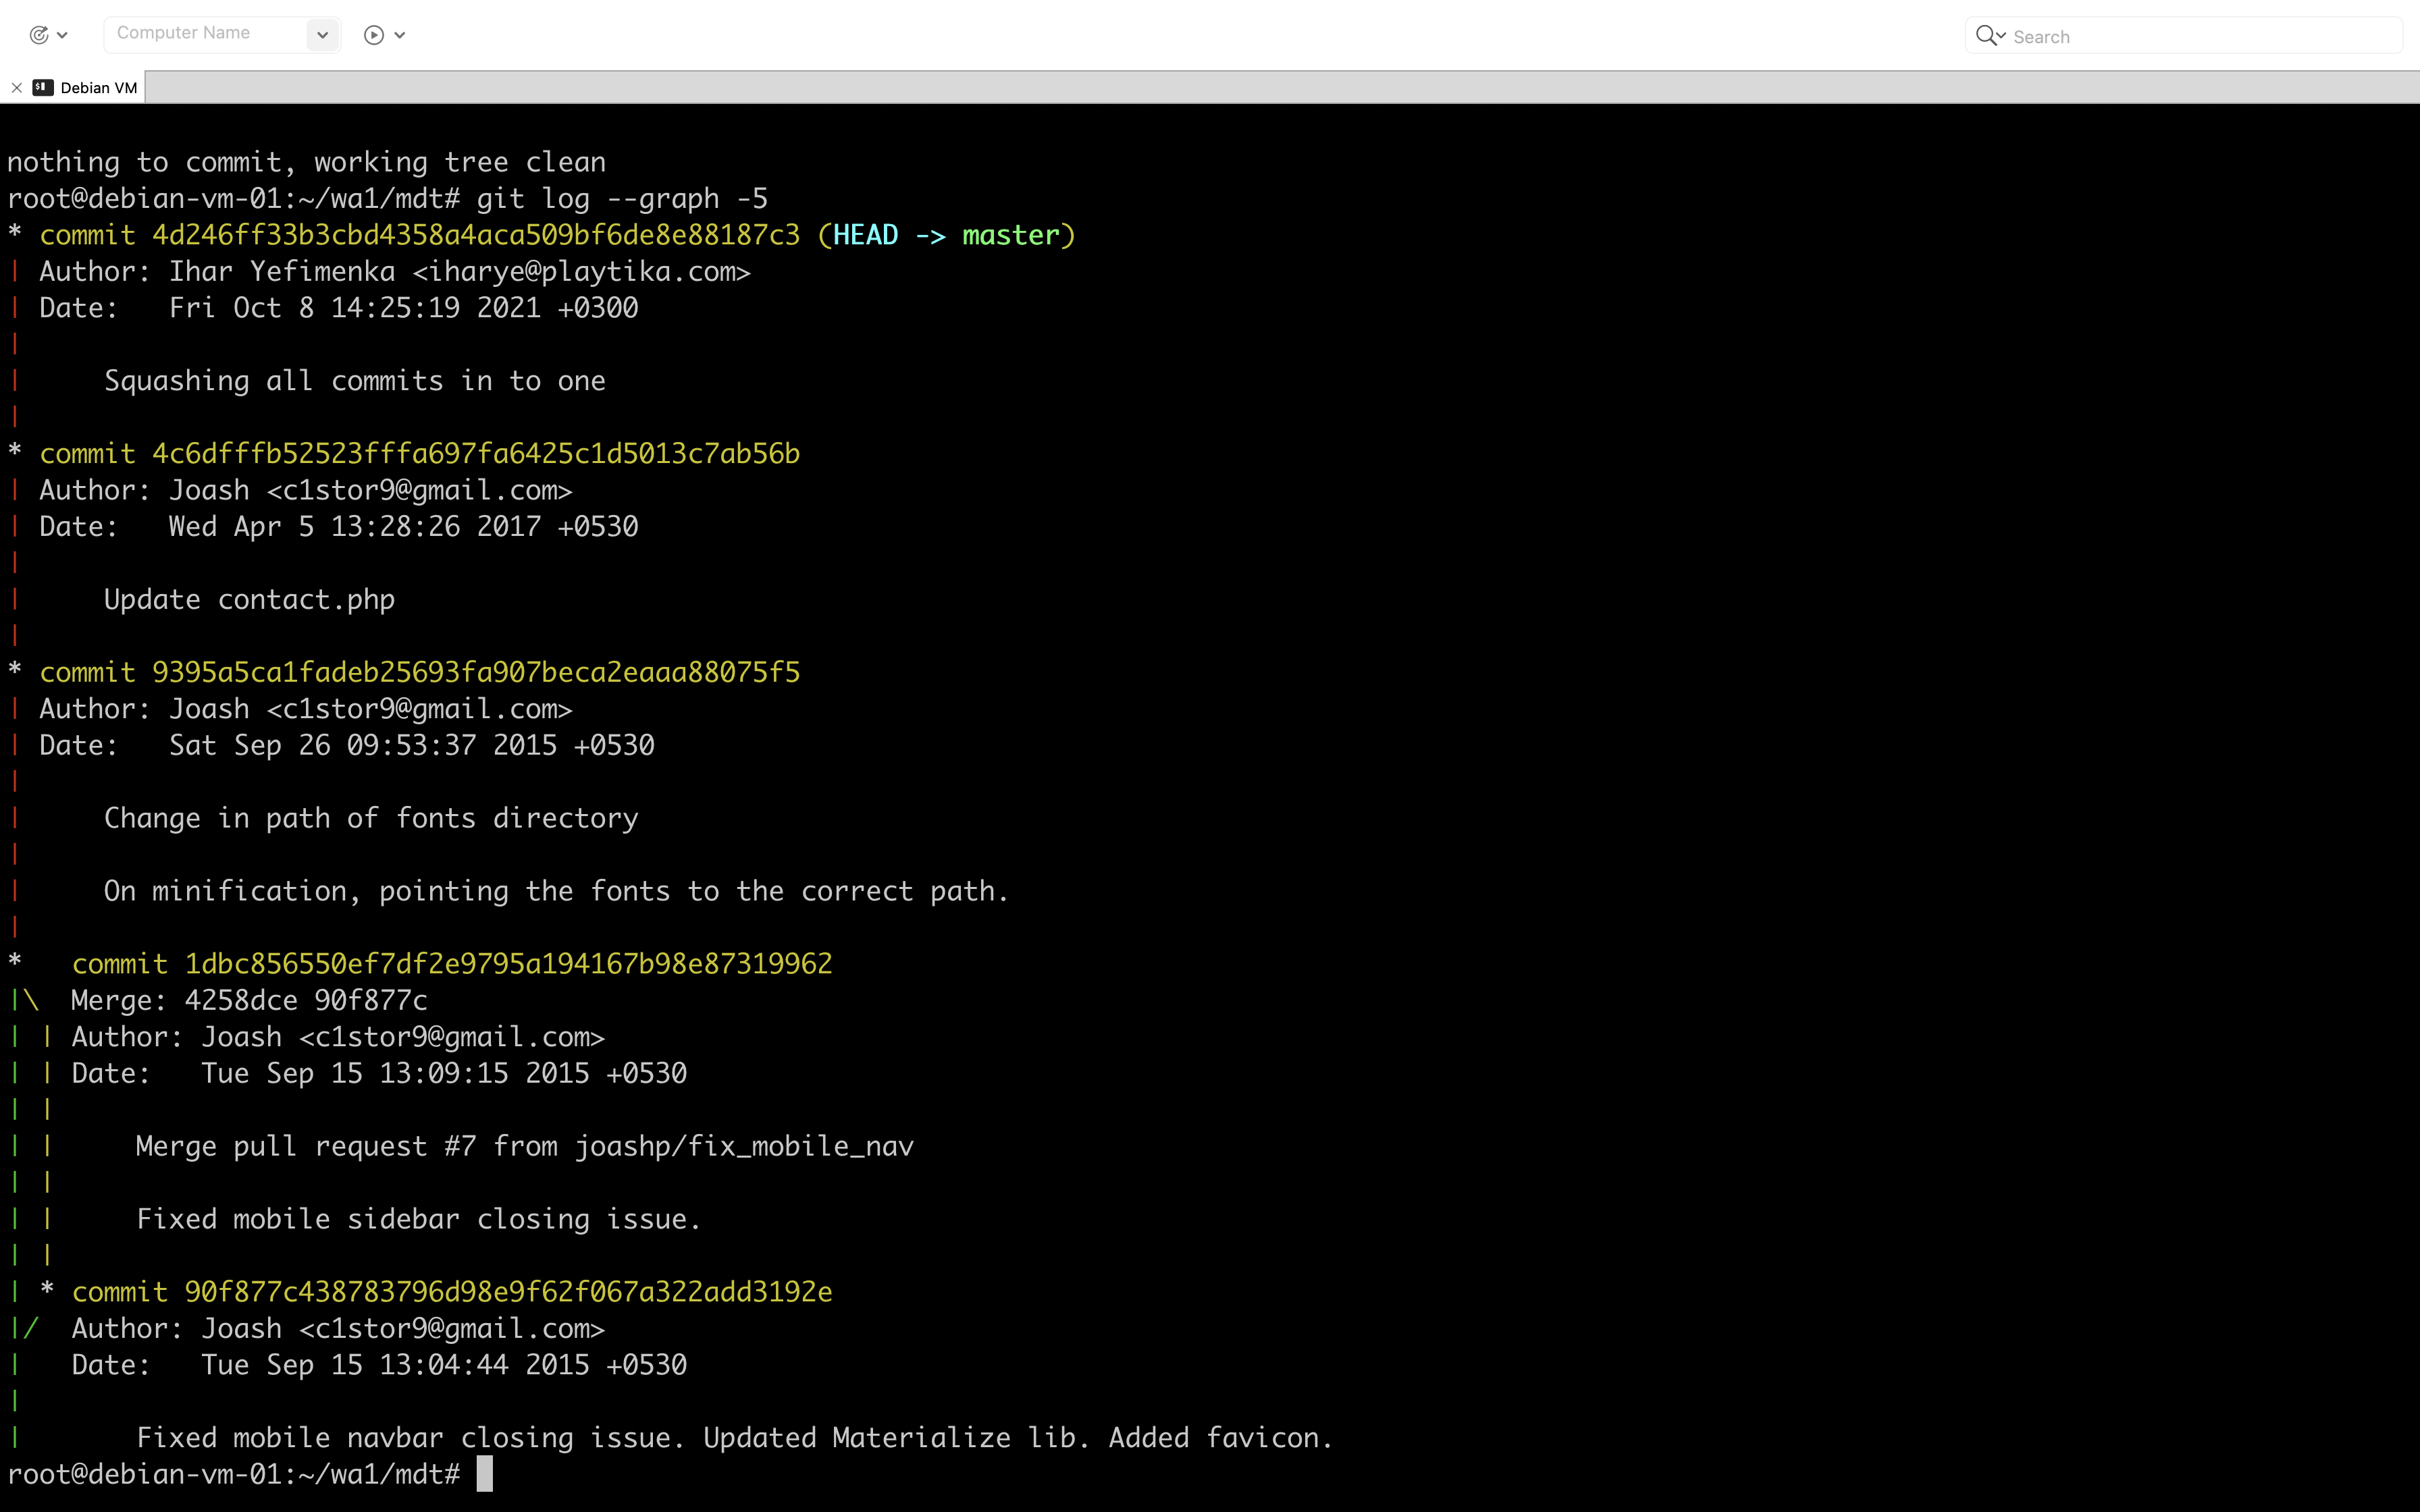 Computer Name
Search
Debian VM
nothing to commit, working tree clean
root@debian-vm-01:~/wa1/mdt# git log --graph -5
* commit 4d246ff33b3cbd4358a4aca509bf6de8e88187c3 (HEAD -> master)
| Author: Ihar Yefimenka <iharye@playtika.com>
| Date:   Fri Oct 8 14:25:19 2021 +0300
|
|     Squashing all commits in to one
|
* commit 4c6dfffb52523fffa697fa6425c1d5013c7ab56b
| Author: Joash <c1stor9@gmail.com>
| Date:   Wed Apr 5 13:28:26 2017 +0530
|
|     Update contact.php
|
* commit 9395a5ca1fadeb25693fa907beca2eaaa88075f5
| Author: Joash <c1stor9@gmail.com>
| Date:   Sat Sep 26 09:53:37 2015 +0530
|
|     Change in path of fonts directory
|
|     On minification, pointing the fonts to the correct path.
|
*   commit 1dbc856550ef7df2e9795a194167b98e87319962
|\  Merge: 4258dce 90f877c
| | Author: Joash <c1stor9@gmail.com>
| | Date:   Tue Sep 15 13:09:15 2015 +0530
| |
| |     Merge pull request #7 from joashp/fix_mobile_nav
| |
| |     Fixed mobile sidebar closing issue.
| |
| * commit 90f877c438783796d98e9f62f067a322add3192e
|/  Author: Joash <c1stor9@gmail.com>
|   Date:   Tue Sep 15 13:04:44 2015 +0530
|
|       Fixed mobile navbar closing issue. Updated Materialize lib. Added favicon.
root@debian-vm-01:~/wa1/mdt#